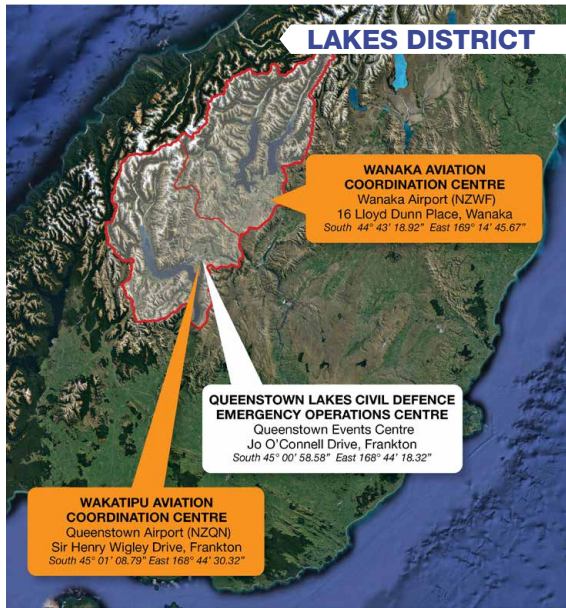 LAKES DISTRICT
WANAKA AVIATION
COORDINATION CENTRE
Wanaka Airport (NZWF)
16 Lloyd Dunn Place, Wanaka
South 44° 43' 18.92” East 169° 14' 45.67”
QUEENSTOWN LAKES CIVIL DEFENCE
EMERGENCY OPERATIONS CENTRE
Queenstown Events Centre
Jo O'Connell Drive, Frankton
South 45° 00' 58.58” East 168° 44' 18.32”
WAKATIPU AVIATION
COORDINATION CENTRE
Queenstown Airport (NZQN)
Sir Henry Wigley Drive, Frankton
South 45° 01' 08.79” East 168° 44' 30.32”